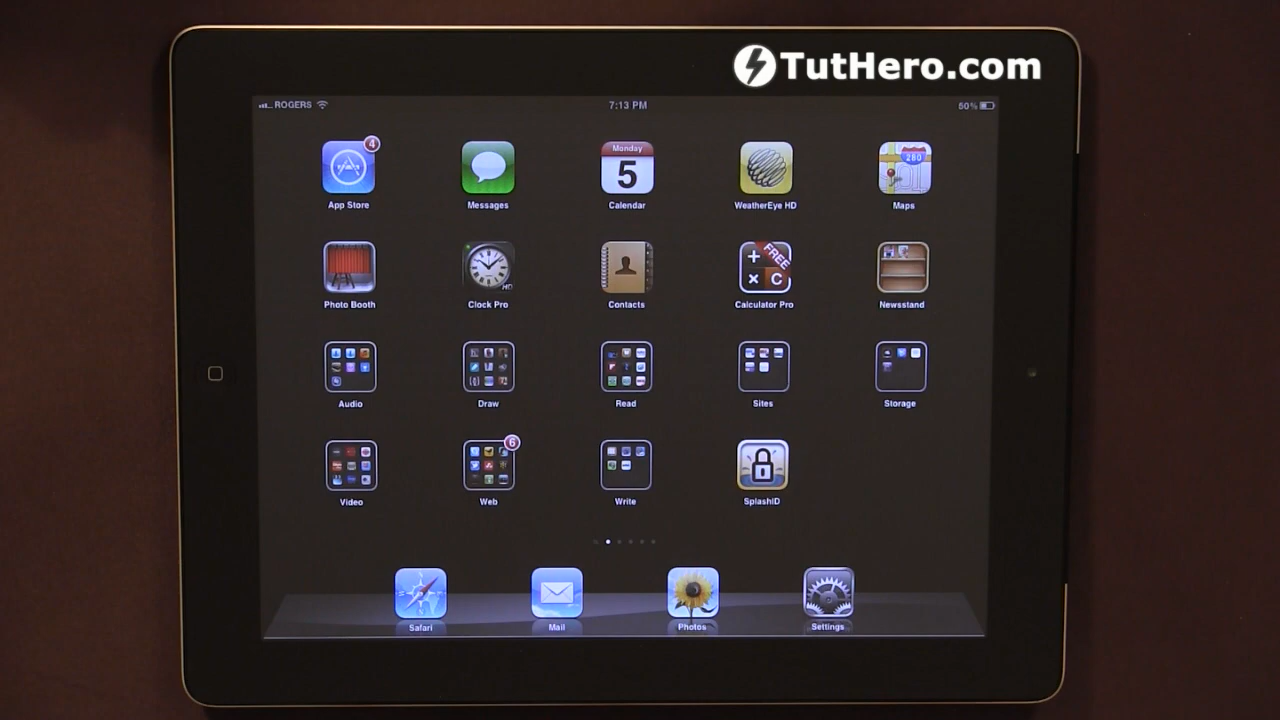 TutHero.com
ROGERS 7:13 PM 50%
4
Monday
5
280
App Store Messages Calendar WeatherEye HD Maps
FREE
+
× C
HD
Photo Booth Clock Pro Contacts Calculator Pro Newsstand
Audio Draw Read Sites Storage
6
Video Web Write SplashID
Safari Mail Photos Settings